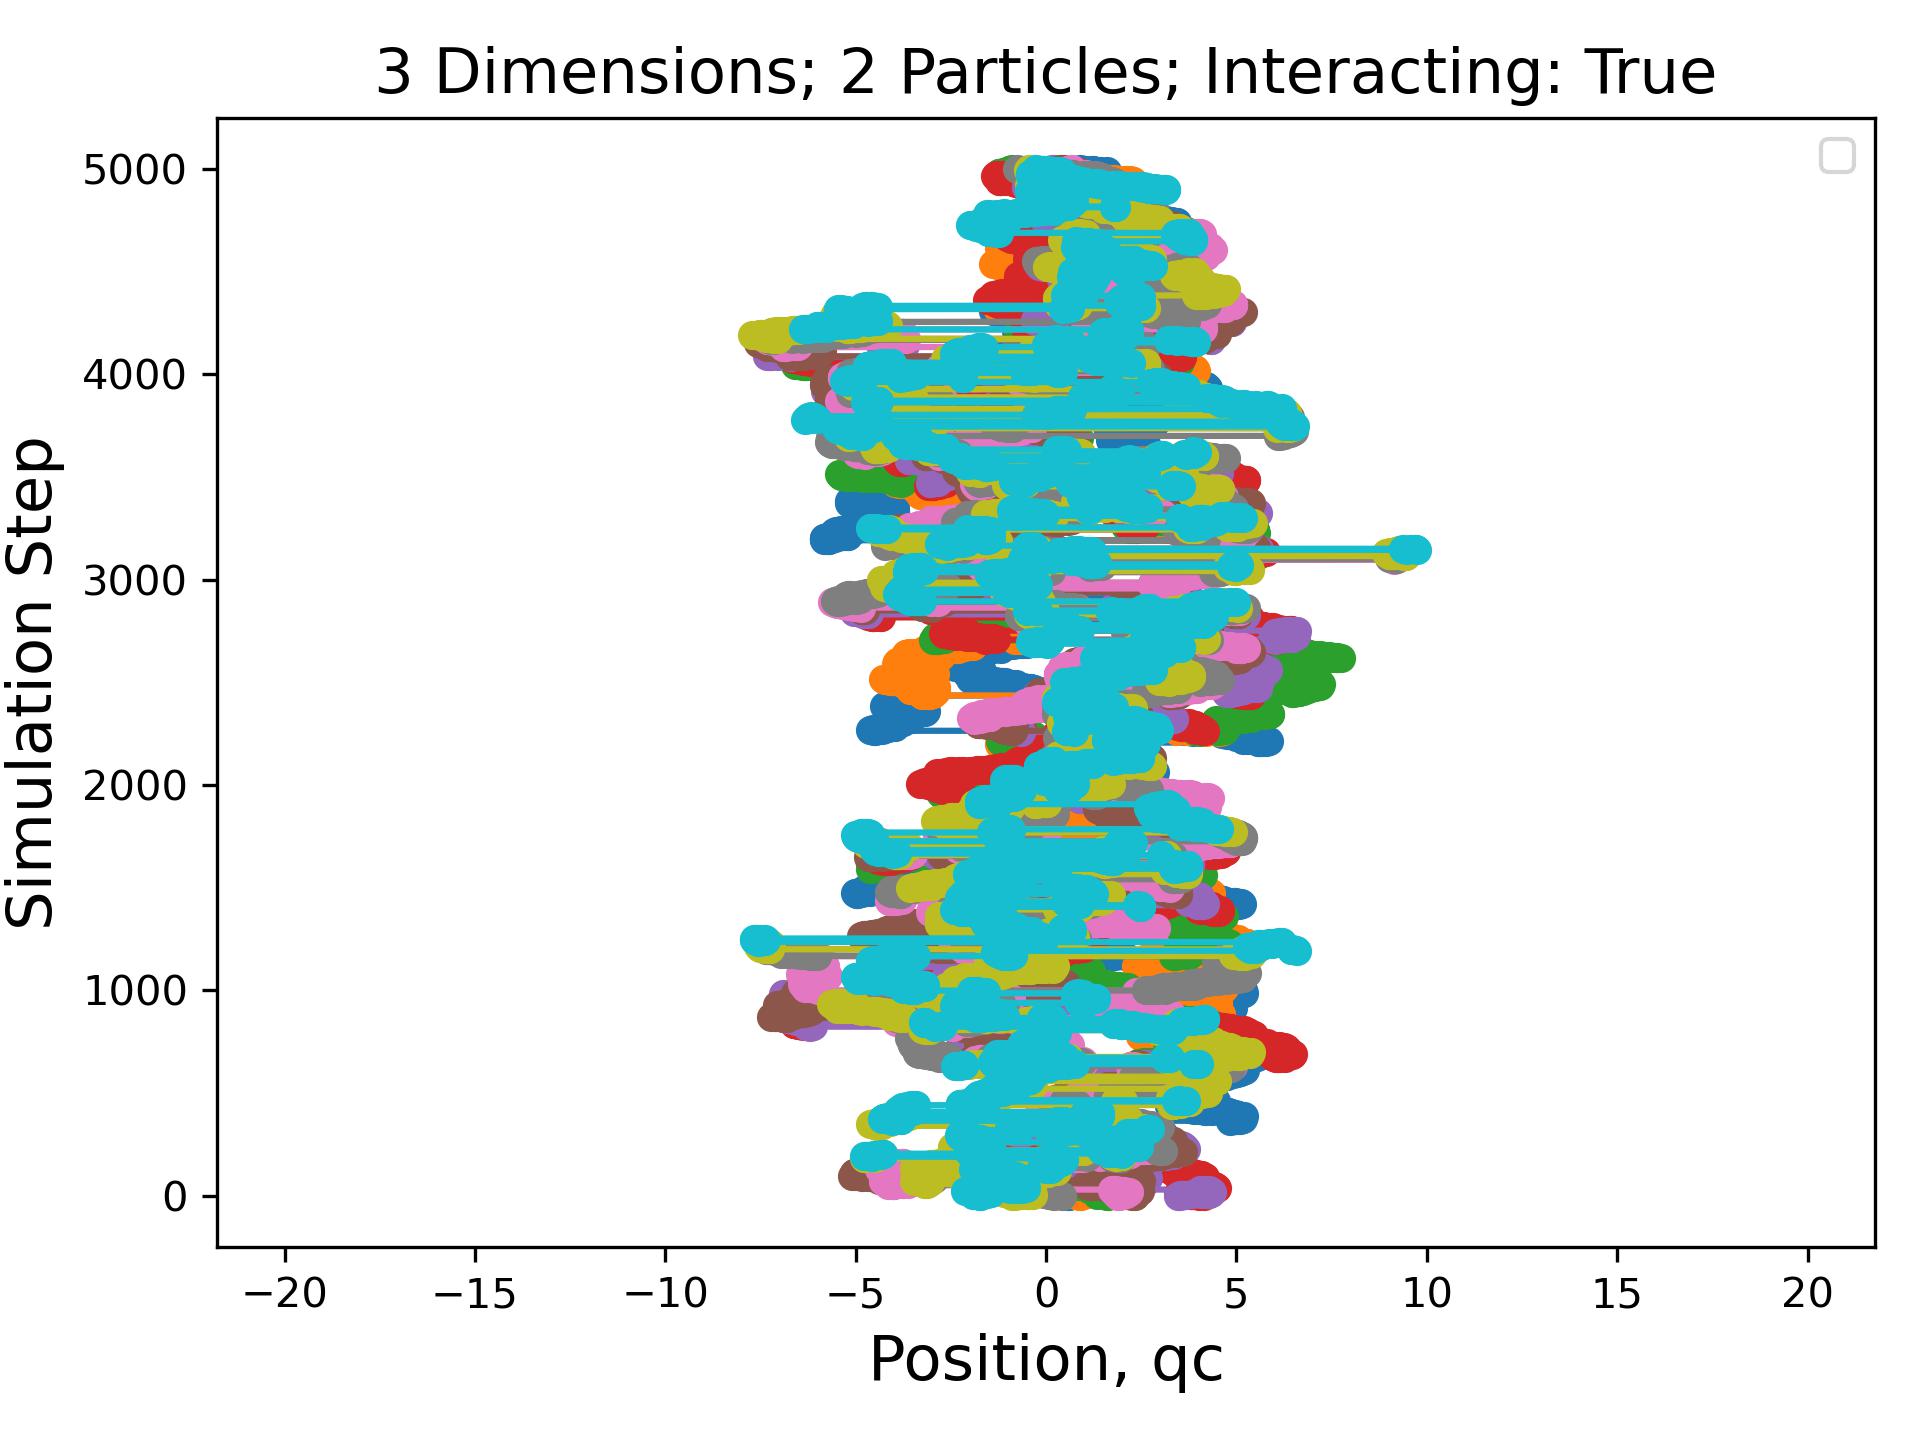 3 Dimensions; 2 Particles; Interacting: True
Simulation Step
5000
4000
3000
2000
1000
0
−20 −15 −10 −5 0 5 10 15 20
Position, qc